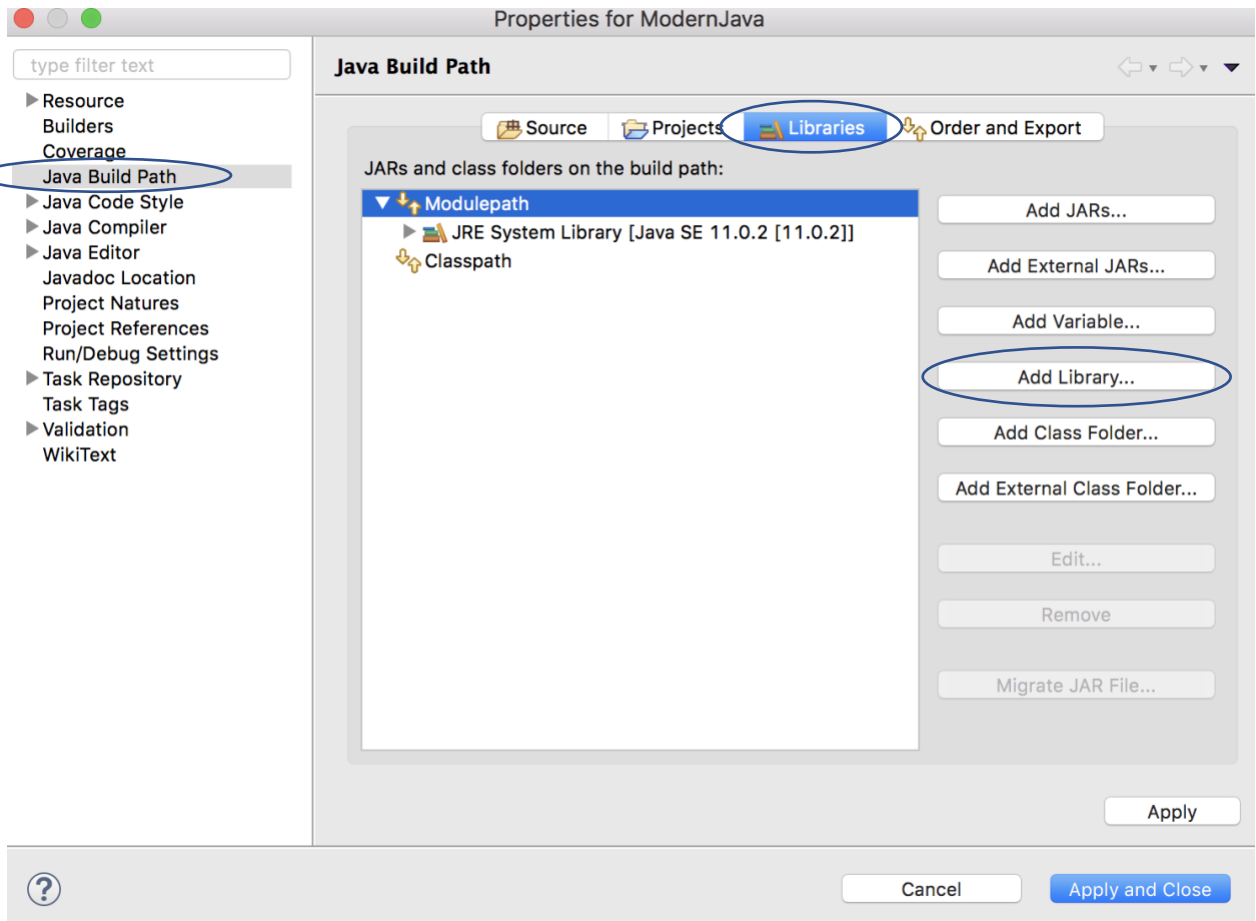 Properties for ModernJava
type filter text
Resource
Builders
Coverage
Java Build Path
Java Code Style
Java Compiler
Java Editor
Javadoc Location
Project Natures
Project References
Run/Debug Settings
Task Repository
Task Tags
Validation
WikiText
Java Build Path
Source
Projects
Libraries
Order and Export
JARs and class folders on the build path:
Modulepath
JRE System Library [Java SE 11.0.2 [11.0.2]]
Classpath
Add JARs...
Add External JARs...
Add Variable...
Add Library...
Add Class Folder...
Add External Class Folder...
Edit...
Remove
Migrate JAR File...
Apply
?
Cancel
Apply and Close